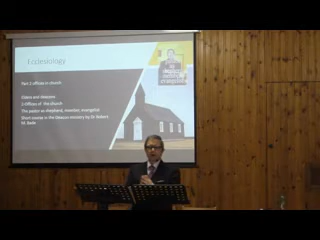 Ecclesiology
Part 2 offices in church
Elders and deacons
2 Offices of the church
The pastor as shepherd, overseer, evangelist
Short course in the Deacon ministry by Dr Robert
M.